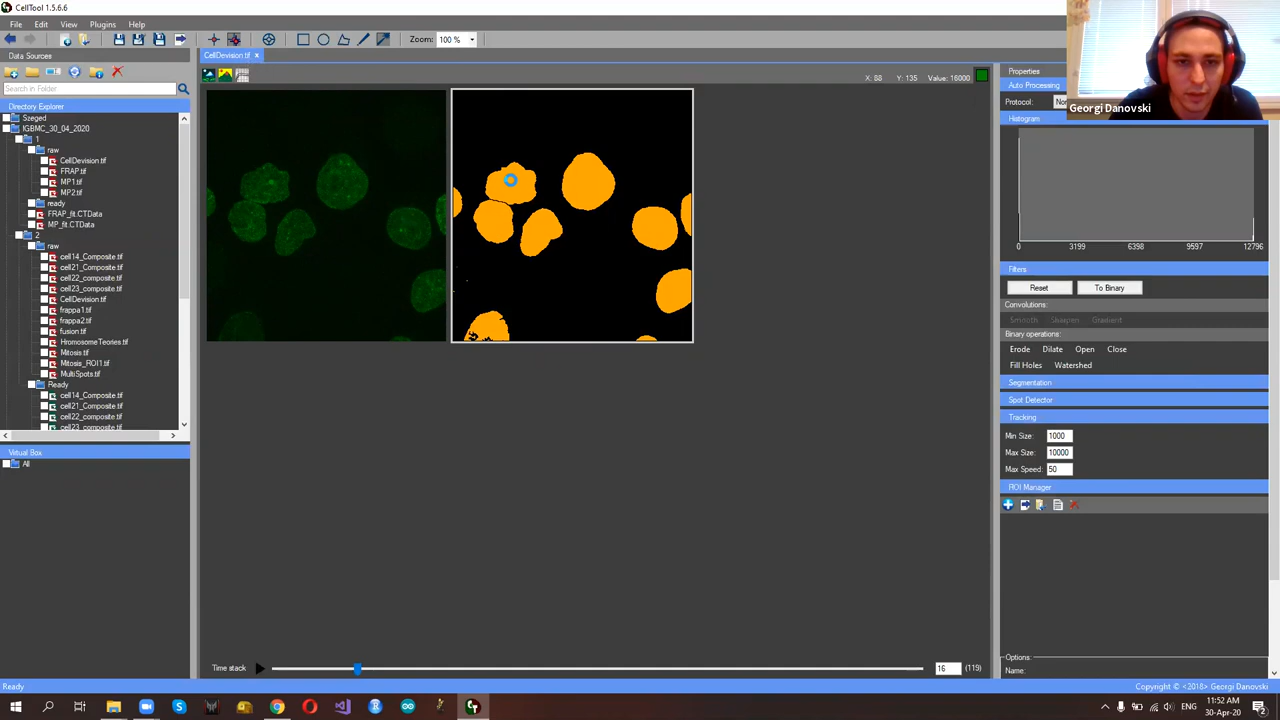 CellTool 1.5.6.6
File Edit View Plugins Help
Zoom: 100 %
Data Sources
Search in Folder
Directory Explorer
Szeged
IGBMC_30_04_2020
1
raw
CellDevision.tif
FRAP.tif
MP1.tif
MP2.tif
ready
FRAP_fit.CTData
MP_fit.CTData
2
raw
cell14_Composite.tif
cell21_Composite.tif
cell22_composite.tif
cell23_composite.tif
CellDevision.tif
frappa1.tif
frappa2.tif
fusion.tif
HromosomeTeories.tif
Mitosis.tif
Mitosis_ROI1.tif
MultiSpots.tif
Ready
cell14_Composite.tif
cell21_Composite.tif
cell22_composite.tif
cell23_composite.tif
Virtual Box
All
CellDevision.tif x
X: 88 Y: 135 Value: 16000
Time stack 16 (119)
Georgi Danovski
Properties
Auto Processing
Protocol:
Histogram
0 3199 6398 9597 12796
Filters
Reset To Binary
Convolutions:
Smooth Sharpen Gradient
Binary operations:
Erode Dilate Open Close
Fill Holes Watershed
Segmentation
Spot Detector
Tracking
Min Size: 1000
Max Size: 10000
Max Speed: 50
ROI Manager
Options:
Name:
Ready
Copyright © <2018> Georgi Danovski
ENG
11:52 AM
30-Apr-20
2